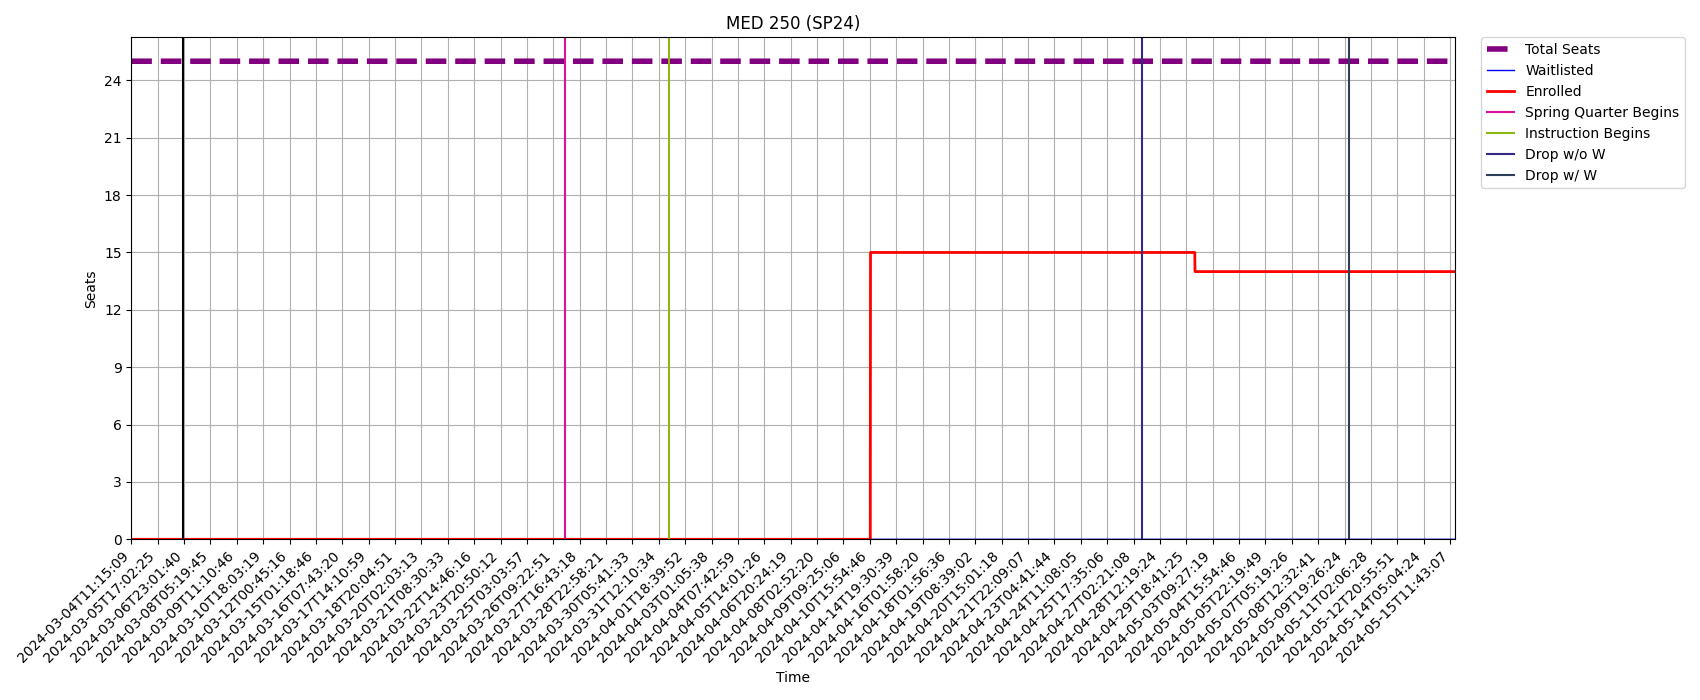 MED 250 (SP24)
Total Seats
Waitlisted
Enrolled
Spring Quarter Begins
Instruction Begins
Drop w/o W
Drop w/ W
Seats
24
21
18
15
12
9
6
3
0
2024-03-04T11:15:09
2024-03-05T17:02:25
2024-03-06T23:01:40
2024-03-08T05:19:45
2024-03-09T11:10:46
2024-03-10T18:03:19
2024-03-12T00:45:16
2024-03-15T01:18:46
2024-03-16T07:43:20
2024-03-17T14:10:59
2024-03-18T20:04:51
2024-03-20T02:03:13
2024-03-21T08:30:33
2024-03-22T14:46:16
2024-03-23T20:50:12
2024-03-25T03:03:57
2024-03-26T09:22:51
2024-03-27T16:43:18
2024-03-28T22:58:21
2024-03-30T05:41:33
2024-03-31T12:10:34
2024-04-01T18:39:52
2024-04-03T01:05:38
2024-04-04T07:42:59
2024-04-05T14:01:26
2024-04-06T20:24:19
2024-04-08T02:52:20
2024-04-09T09:25:06
2024-04-10T15:54:46
2024-04-14T19:30:39
2024-04-16T01:58:20
2024-04-18T01:56:36
2024-04-19T08:39:02
2024-04-20T15:01:18
2024-04-21T22:09:07
2024-04-23T04:41:44
2024-04-24T11:08:05
2024-04-25T17:35:06
2024-04-27T02:21:08
2024-04-28T12:19:24
2024-04-29T18:41:25
2024-05-03T09:27:19
2024-05-04T15:54:46
2024-05-05T22:19:49
2024-05-07T05:19:26
2024-05-08T12:32:41
2024-05-09T19:26:24
2024-05-11T02:06:28
2024-05-12T20:55:51
2024-05-14T05:04:24
2024-05-15T11:43:07
Time